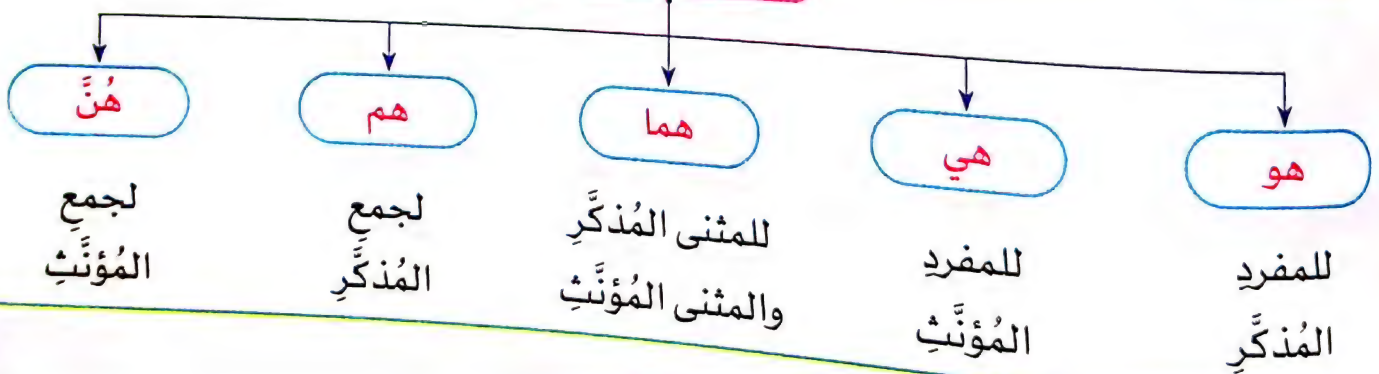 هو
للمفردِ
المُذكَّرِ
هي
للمفردِ
المُؤنَّثِ
هما
للمثنى المُذكَّرِ
والمثنى المُؤنَّثِ
هم
لجمعِ
المُذكَّرِ
هُنَّ
لجمعِ
المُؤنَّثِ